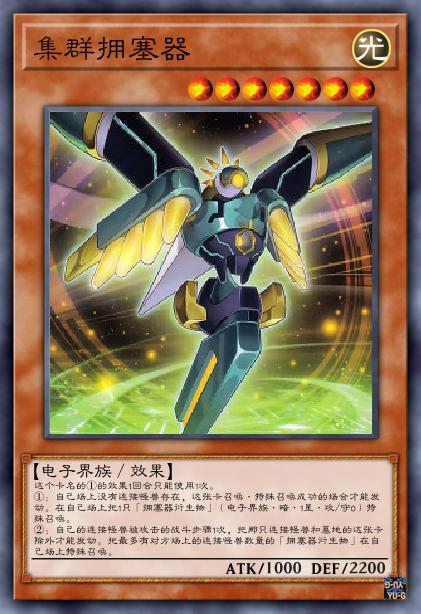 集群拥塞器
光
【电子界族／效果】
这个卡名的①的效果1回合只能使用1次。
①：自己场上没有连接怪兽存在，这张卡召唤·特殊召唤成功的场合才能发
动。在自己场上把1只「拥塞器衍生物」（电子界族·暗·1星·攻/守0）特
殊召唤。
②：自己的连接怪兽被攻击的战斗步骤1次，把那只连接怪兽和墓地的这张卡
除外才能发动。把最多有对方场上的连接怪兽数量的「拥塞器衍生物」在自
己场上特殊召唤。
ATK/1000 DEF/2200